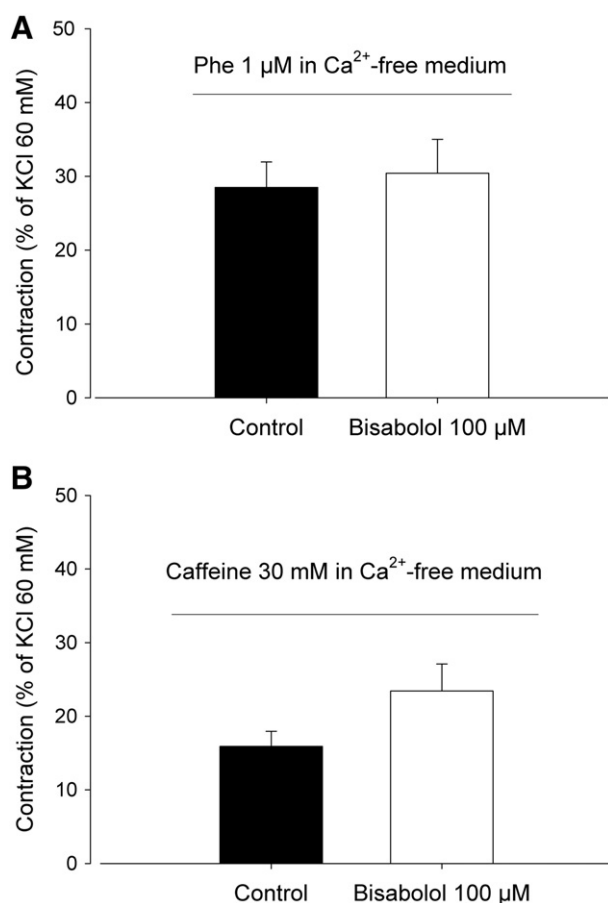 A
50
40
30
20
10
0
Contraction (% of KCl 60 mM)
Phe 1 µM in Ca²⁺-free medium
Control
Bisabolol 100 µM
B
50
40
30
20
10
0
Contraction (% of KCl 60 mM)
Caffeine 30 mM in Ca²⁺-free medium
Control
Bisabolol 100 µM